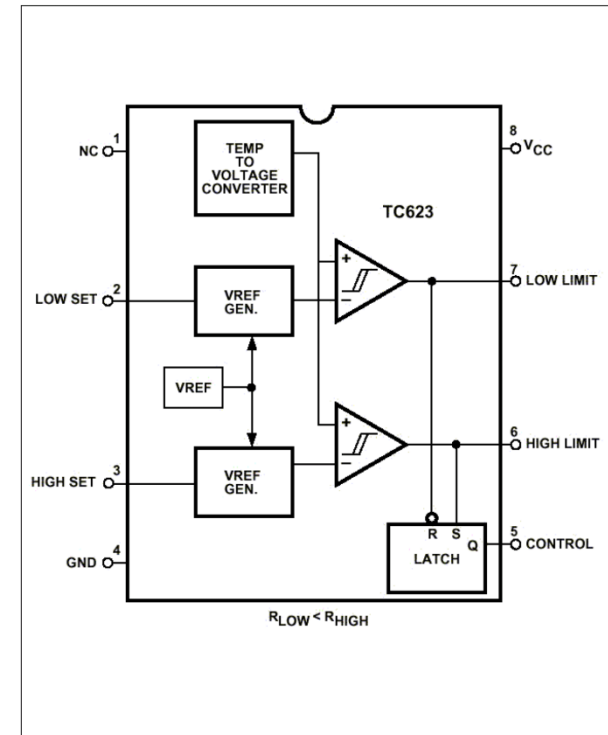 NC 1
TEMP
TO
VOLTAGE
CONVERTER
8 VCC
TC623
+
−
LOW SET 2
VREF
GEN.
7 LOW LIMIT
VREF
+
−
HIGH SET 3
VREF
GEN.
6 HIGH LIMIT
R S
Q
LATCH
5 CONTROL
GND 4
RLOW < RHIGH